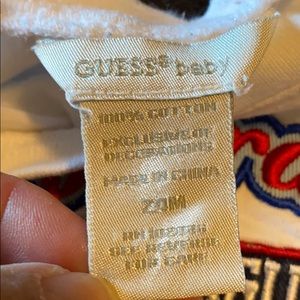 GUESS® baby
100% COTTON
EXCLUSIVE OF
DECORATIONS
MADE IN CHINA
24M
SEE REVERSE
FOR CARE